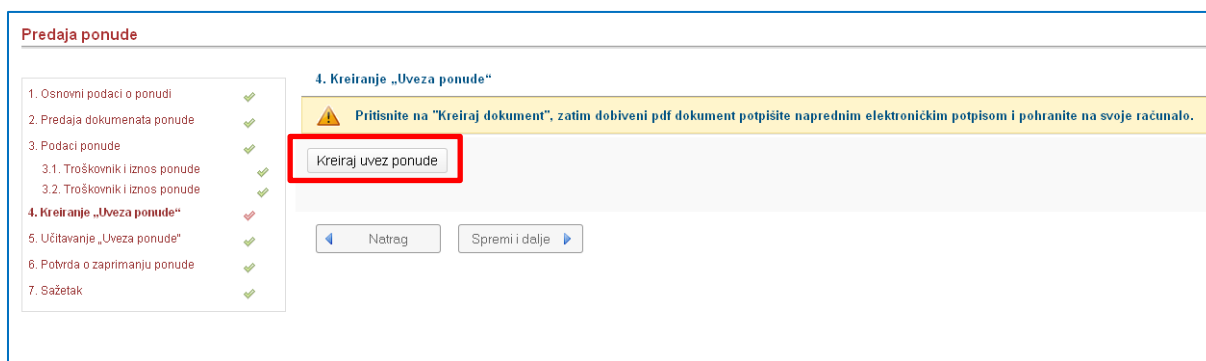 Predaja ponude
1. Osnovni podaci o ponudi
2. Predaja dokumenata ponude
3. Podaci ponude
3.1. Troškovnik i iznos ponude
3.2. Troškovnik i iznos ponude
4. Kreiranje „Uveza ponude“
5. Učitavanje „Uveza ponude“
6. Potvrda o zaprimanju ponude
7. Sažetak
4. Kreiranje „Uveza ponude“
Pritisnite na "Kreiraj dokument", zatim dobiveni pdf dokument potpišite naprednim elektroničkim potpisom i pohranite na svoje računalo.
Kreiraj uvez ponude
Natrag
Spremi i dalje